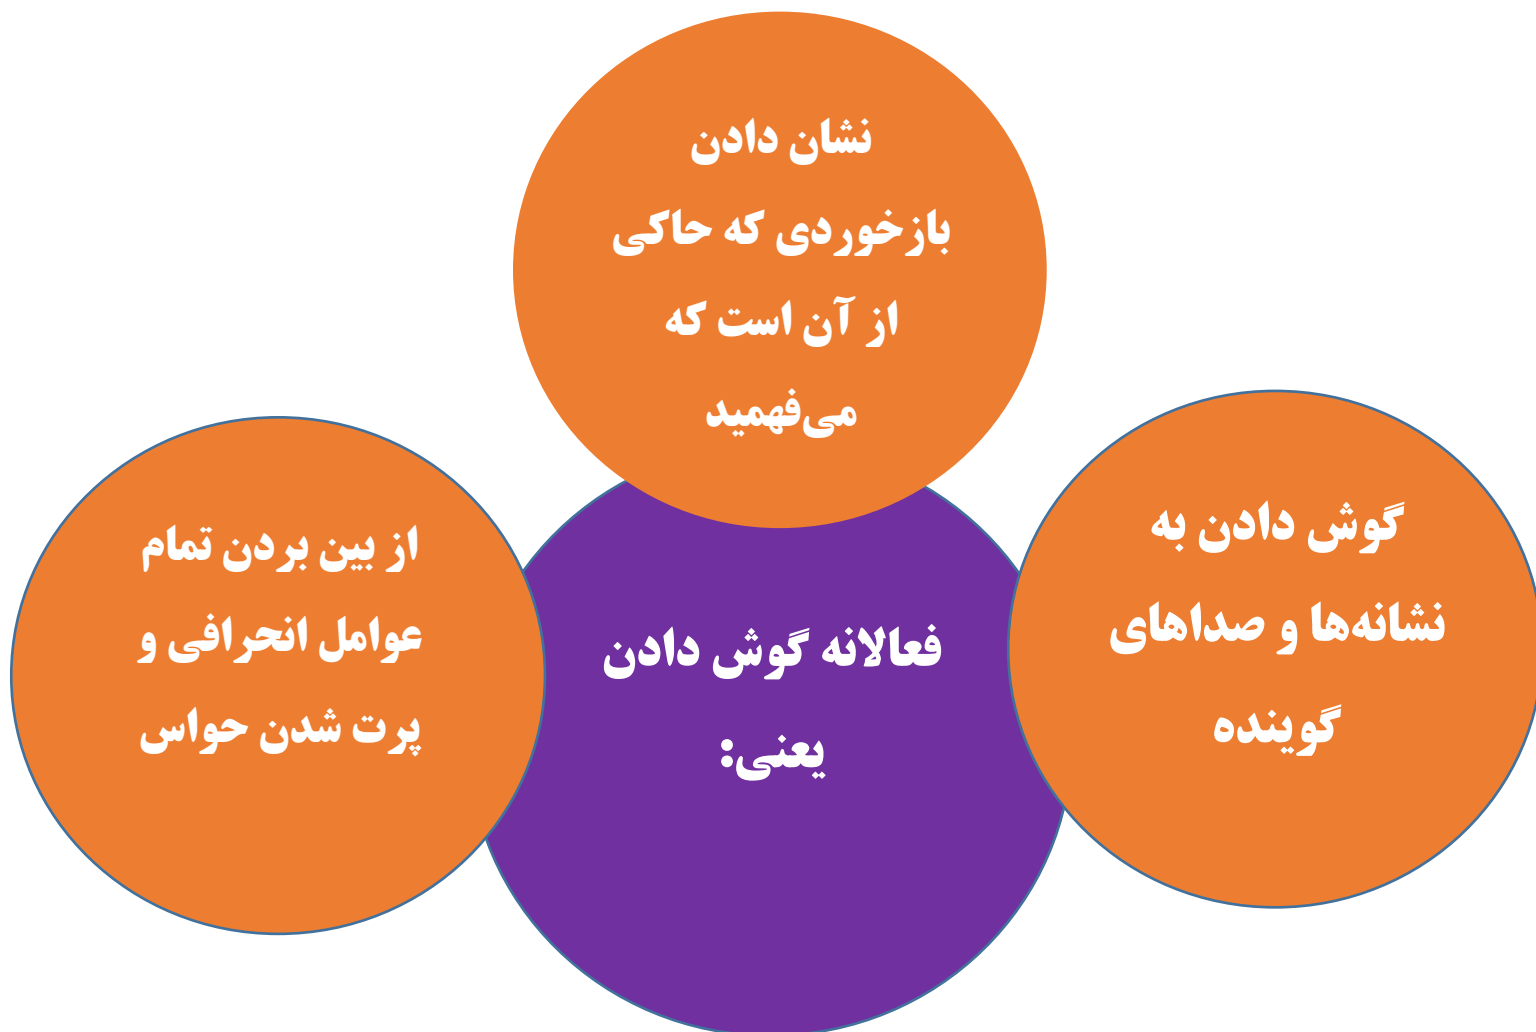 نشان دادن
بازخوردی که حاکی
از آن است که
می‌فهمید
گوش دادن به
نشانه‌ها و صداهای
گوینده
فعالانه گوش دادن
یعنی:
از بین بردن تمام
عوامل انحرافی و
پرت شدن حواس